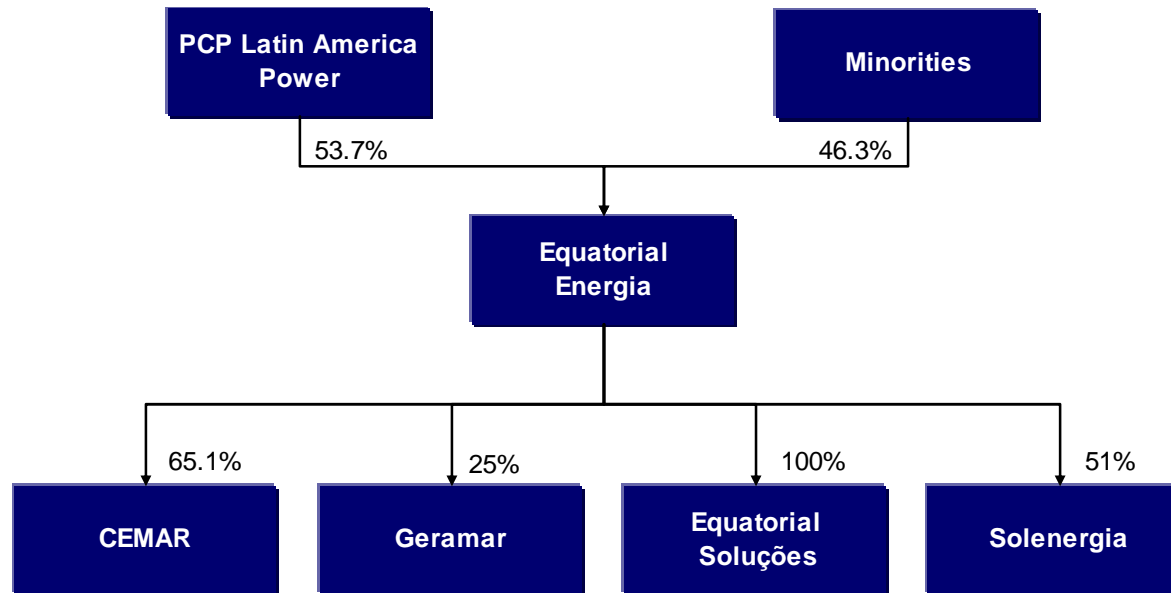 PCP Latin America
Power
Minorities
53.7%
46.3%
Equatorial
Energia
65.1%
25%
100%
51%
CEMAR
Geramar
Equatorial
Soluções
Solenergia